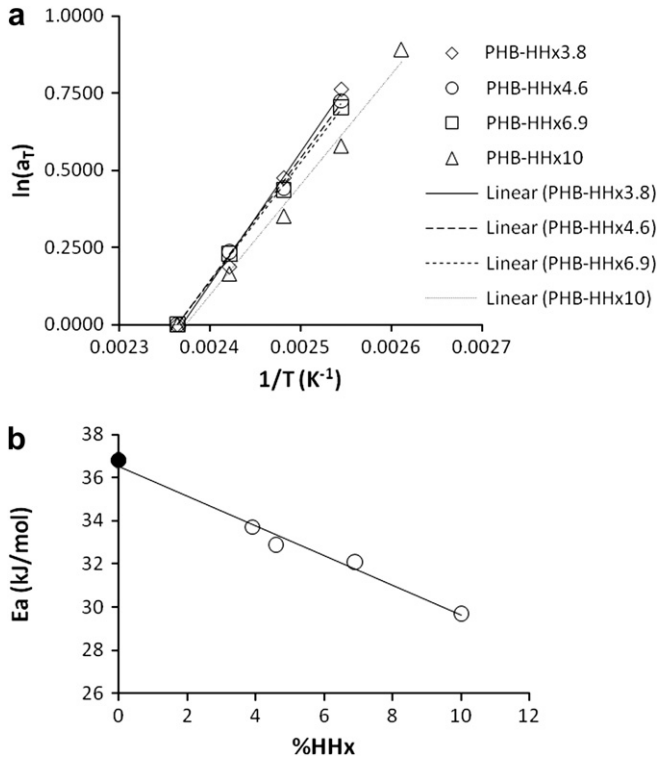 a
1.0000
0.7500
0.5000
0.2500
0.0000
ln(aT)
0.0023 0.0024 0.0025 0.0026 0.0027
1/T (K-1)
PHB-HHx3.8
PHB-HHx4.6
PHB-HHx6.9
PHB-HHx10
Linear (PHB-HHx3.8)
Linear (PHB-HHx4.6)
Linear (PHB-HHx6.9)
Linear (PHB-HHx10)
b
38
36
34
32
30
28
26
Ea (kJ/mol)
0 2 4 6 8 10 12
%HHx